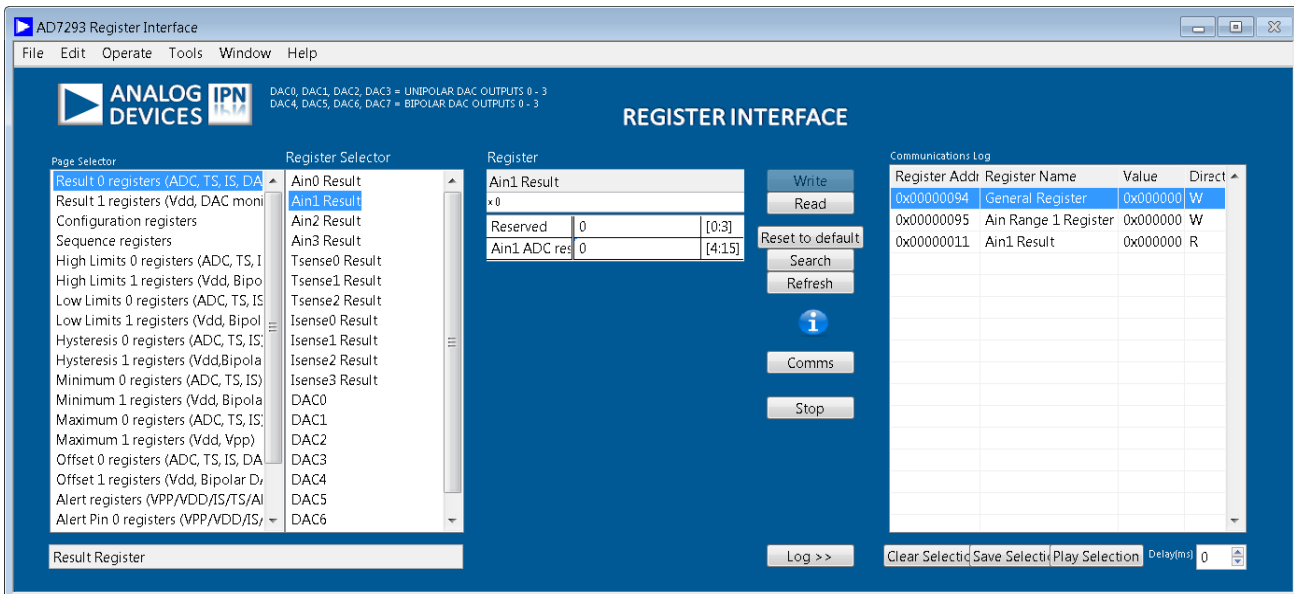 AD7293 Register Interface
File Edit Operate Tools Window Help
ANALOG DEVICES IPN
DAC0, DAC1, DAC2, DAC3 = UNIPOLAR DAC OUTPUTS 0 - 3
DAC4, DAC5, DAC6, DAC7 = BIPOLAR DAC OUTPUTS 0 - 3
REGISTER INTERFACE
Page Selector
Result 0 registers (ADC, TS, IS, DA
Result 1 registers (Vdd, DAC moni
Configuration registers
Sequence registers
High Limits 0 registers (ADC, TS, I
High Limits 1 registers (Vdd, Bipo
Low Limits 0 registers (ADC, TS, IS
Low Limits 1 registers (Vdd, Bipol
Hysteresis 0 registers (ADC, TS, IS)
Hysteresis 1 registers (Vdd,Bipola
Minimum 0 registers (ADC, TS, IS)
Minimum 1 registers (Vdd, Bipola
Maximum 0 registers (ADC, TS, IS)
Maximum 1 registers (Vdd, Vpp)
Offset 0 registers (ADC, TS, IS, DA
Offset 1 registers (Vdd, Bipolar DA
Alert registers (VPP/VDD/IS/TS/AI
Alert Pin 0 registers (VPP/VDD/IS/
Result Register
Register Selector
Ain0 Result
Ain1 Result
Ain2 Result
Ain3 Result
Tsense0 Result
Tsense1 Result
Tsense2 Result
Isense0 Result
Isense1 Result
Isense2 Result
Isense3 Result
DAC0
DAC1
DAC2
DAC3
DAC4
DAC5
DAC6
Register
Ain1 Result
x 0
Reserved 0 [0:3]
Ain1 ADC res 0 [4:15]
Write
Read
Reset to default
Search
Refresh
i
Comms
Stop
Log >>
Communications Log
Register Addr Register Name Value Direct
0x00000094 General Register 0x000000 W
0x00000095 Ain Range 1 Register 0x000000 W
0x00000011 Ain1 Result 0x000000 R
Clear Selectic Save Selectic Play Selection Delay(ms) 0